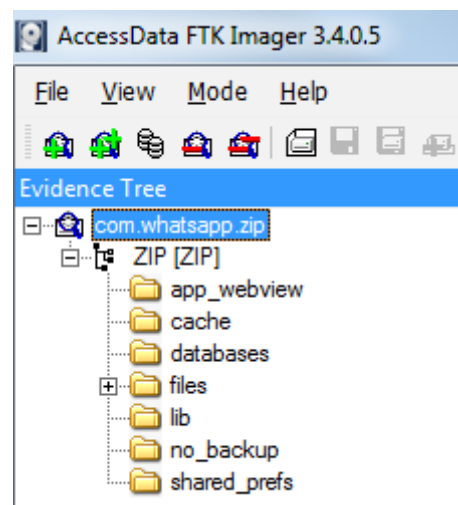 AccessData FTK Imager 3.4.0.5
File View Mode Help
Evidence Tree
com.whatsapp.zip
ZIP [ZIP]
app_webview
cache
databases
files
lib
no_backup
shared_prefs